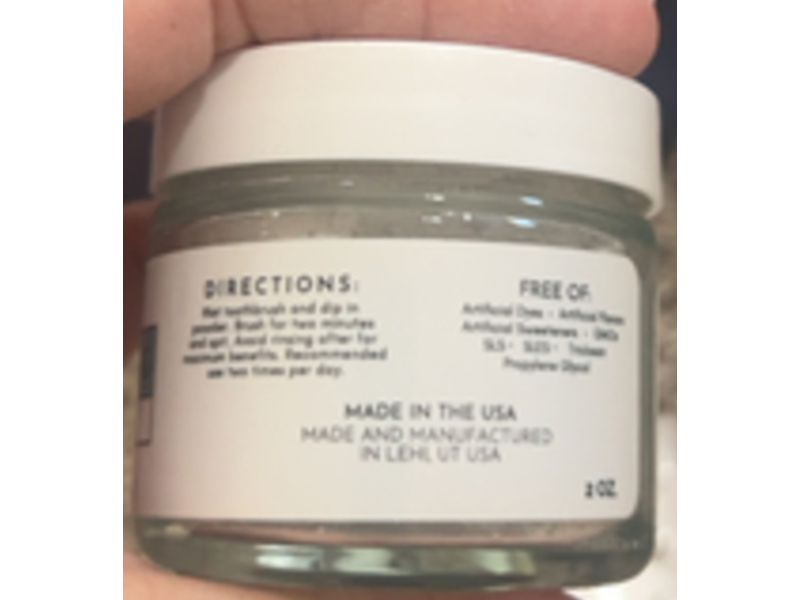 DIRECTIONS:
Wet toothbrush and dip in
powder. Brush for two minutes
and spit. Avoid rinsing after for
maximum benefits. Recommended
use two times per day.
FREE OF:
Artificial Dyes • Artificial Flavors
Artificial Sweeteners • GMOs
SLS • SLES • Triclosan
Propylene Glycol
MADE IN THE USA
MADE AND MANUFACTURED
IN LEHI, UT USA
2 OZ.